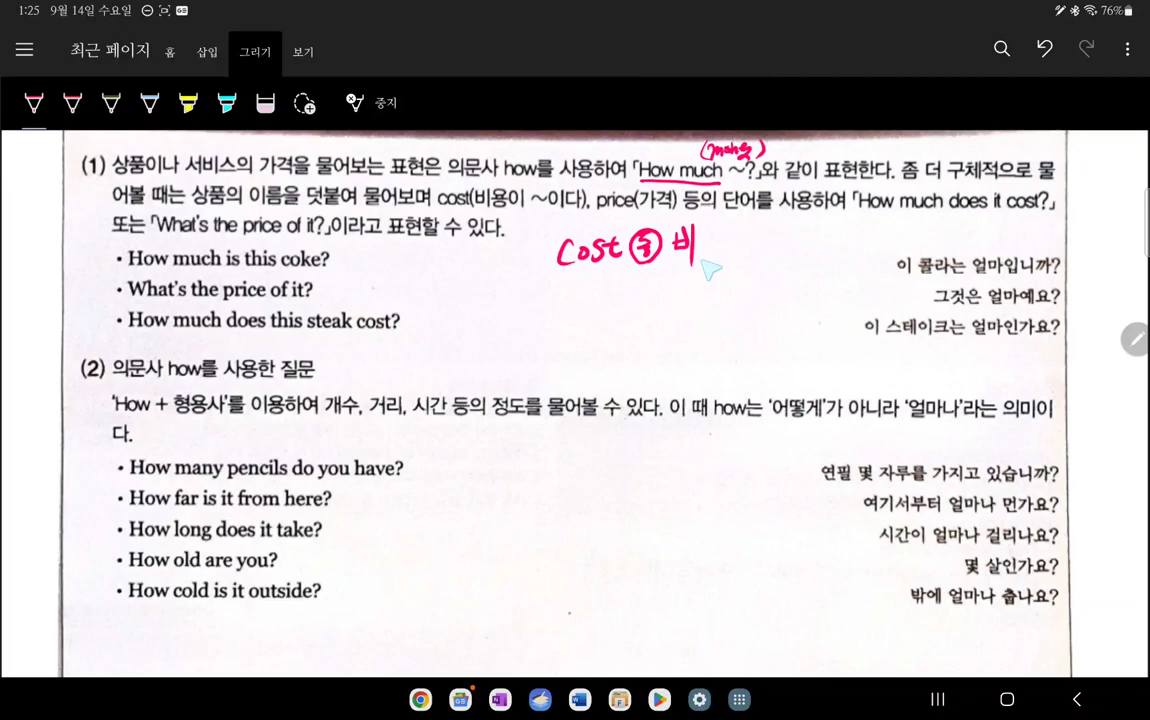 1:25 9월 14일 수요일 76%
최근 페이지 홈 삽입 그리기 보기
중지
(1) 상품이나 서비스의 가격을 물어보는 표현은 의문사 how를 사용하여 「How much ~?」와 같이 표현한다. 좀 더 구체적으로 물
어볼 때는 상품의 이름을 덧붙여 물어보며 cost(비용이 ~이다), price(가격) 등의 단어를 사용하여 「How much does it cost?」
또는 「What's the price of it?」이라고 표현할 수 있다.
cost 동 비
• How much is this coke? 이 콜라는 얼마입니까?
• What's the price of it? 그것은 얼마예요?
• How much does this steak cost? 이 스테이크는 얼마인가요?
(2) 의문사 how를 사용한 질문
'How + 형용사'를 이용하여 개수, 거리, 시간 등의 정도를 물어볼 수 있다. 이 때 how는 '어떻게'가 아니라 '얼마나'라는 의미이
다.
• How many pencils do you have? 연필 몇 자루를 가지고 있습니까?
• How far is it from here? 여기서부터 얼마나 먼가요?
• How long does it take? 시간이 얼마나 걸리나요?
• How old are you? 몇 살인가요?
• How cold is it outside? 밖에 얼마나 춥나요?